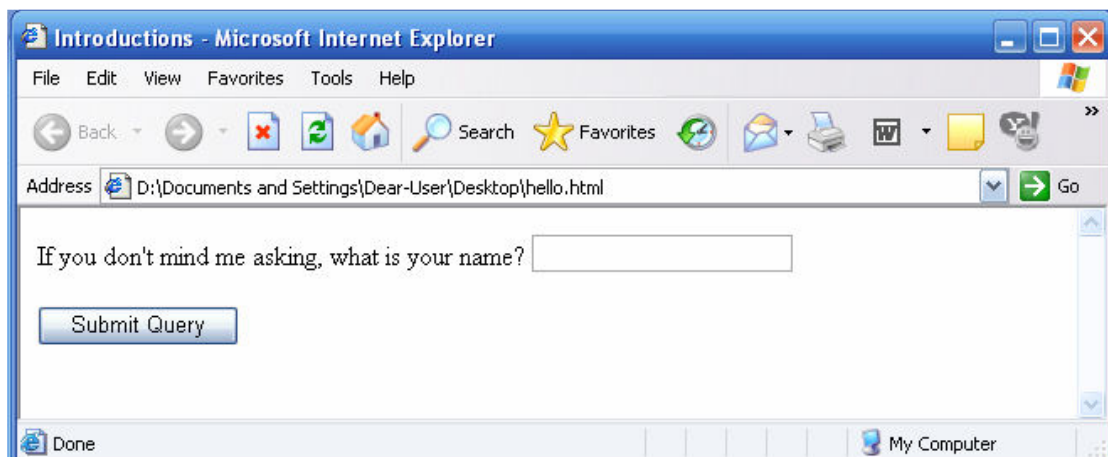 Introductions - Microsoft Internet Explorer
File Edit View Favorites Tools Help
Back Search Favorites
Address D:\Documents and Settings\Dear-User\Desktop\hello.html Go
If you don't mind me asking, what is your name?
Submit Query
Done My Computer